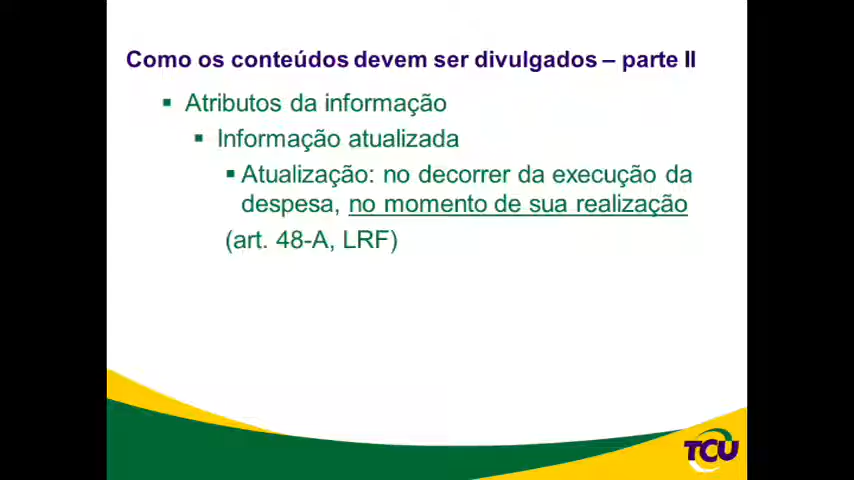 Como os conteúdos devem ser divulgados – parte II
▪ Atributos da informação
▪ Informação atualizada
▪ Atualização: no decorrer da execução da
despesa, no momento de sua realização
(art. 48-A, LRF)
TCU